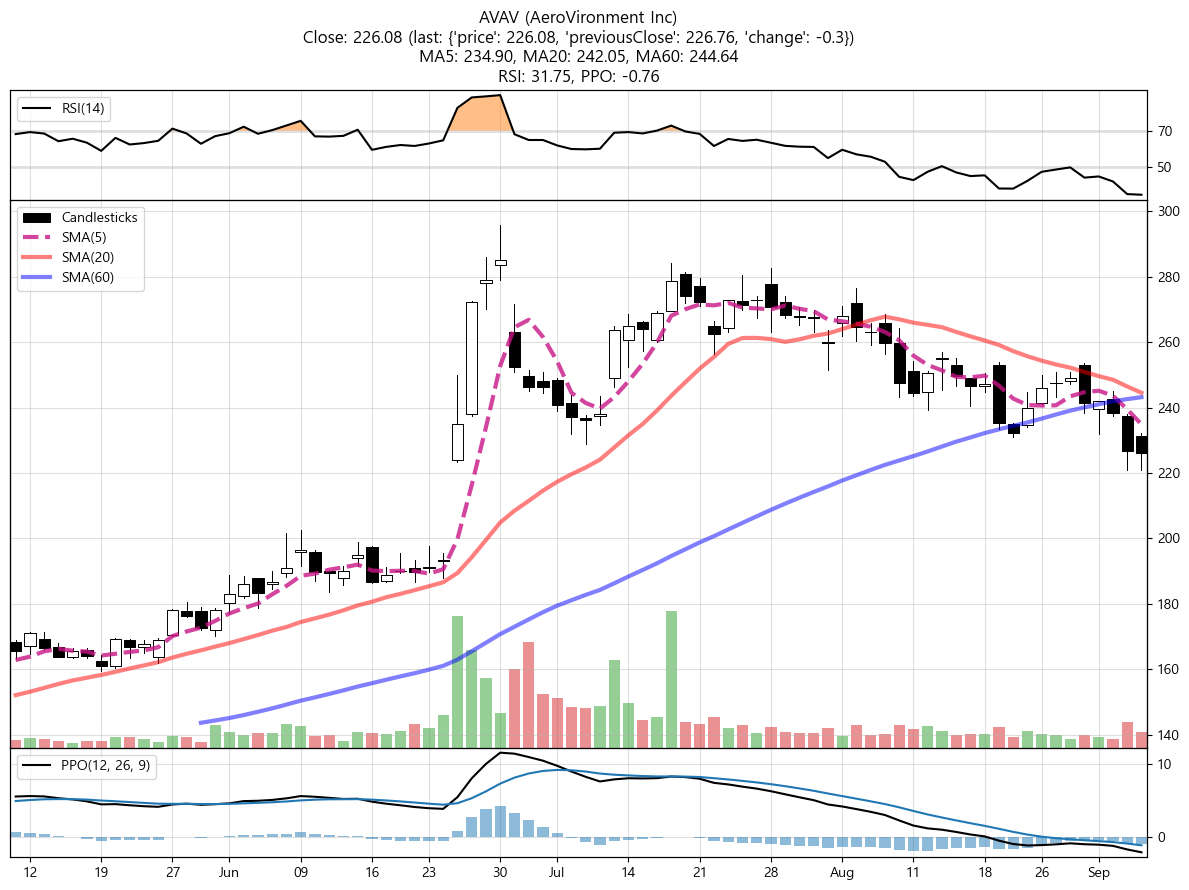 AVAV (AeroVironment Inc)
Close: 226.08 (last: {'price': 226.08, 'previousClose': 226.76, 'change': -0.3})
MA5: 234.90, MA20: 242.05, MA60: 244.64
RSI: 31.75, PPO: -0.76
RSI(14)
70
50
Candlesticks
SMA(5)
SMA(20)
SMA(60)
300
280
260
240
220
200
180
160
140
PPO(12, 26, 9)
10
0
12 19 27 Jun 09 16 23 30 Jul 14 21 28 Aug 11 18 26 Sep